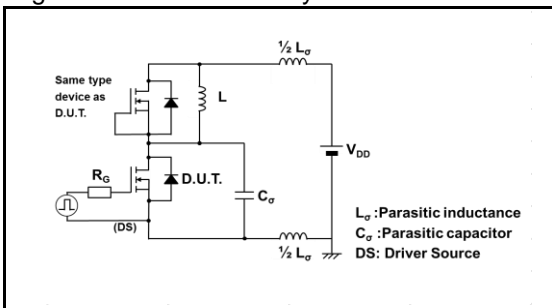 ½ Lσ
Same type
device as
D.U.T.
L
VDD
RG
D.U.T.
Cσ
(DS)
½ Lσ
Lσ :Parasitic inductance
Cσ :Parasitic capacitor
DS: Driver Source